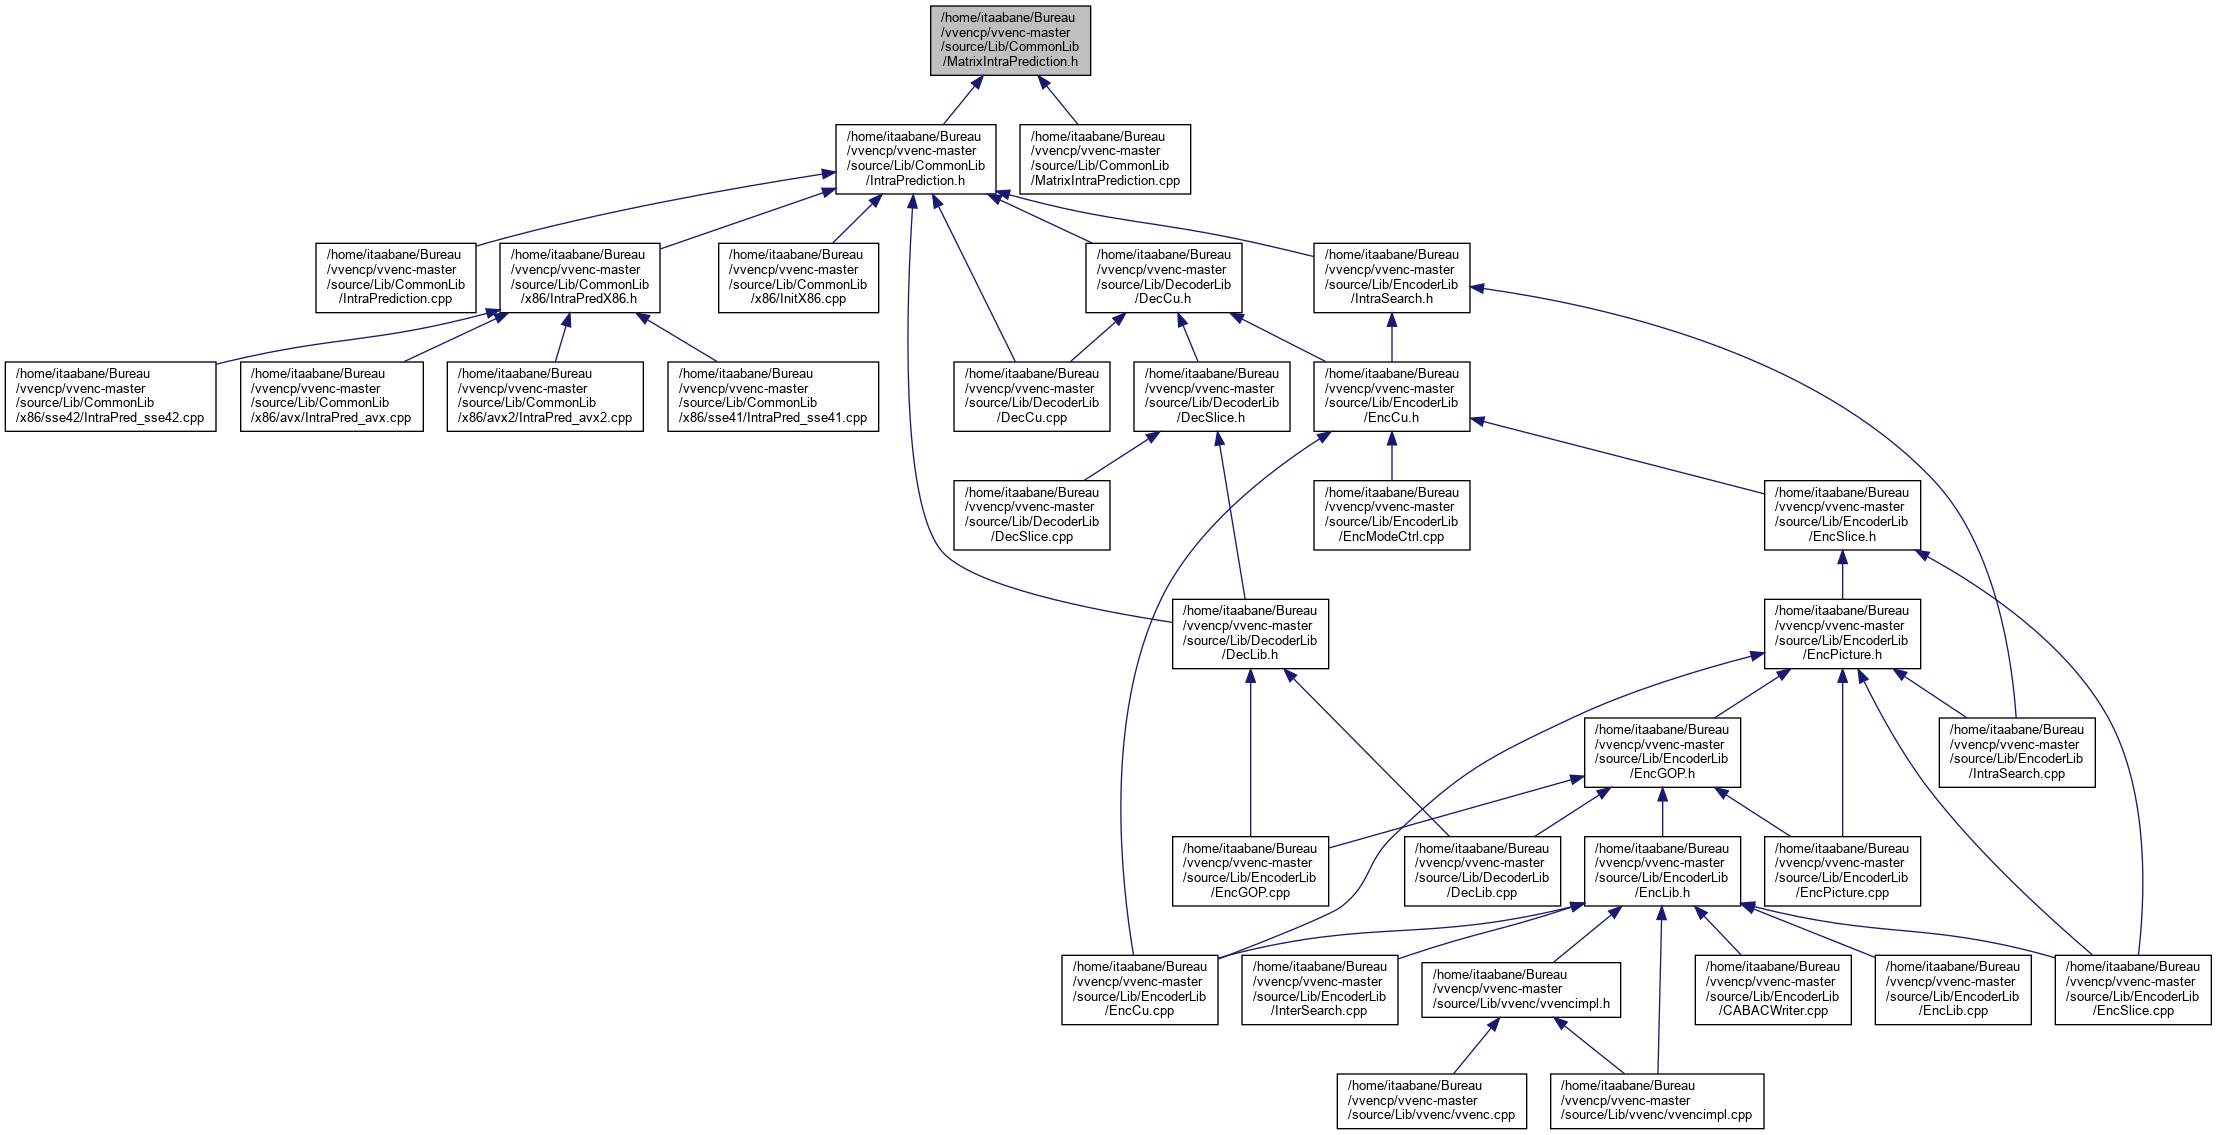 /home/itaabane/Bureau
/vvencp/vvenc-master
/source/Lib/CommonLib
/MatrixIntraPrediction.h
/home/itaabane/Bureau
/vvencp/vvenc-master
/source/Lib/CommonLib
/IntraPrediction.h
/home/itaabane/Bureau
/vvencp/vvenc-master
/source/Lib/CommonLib
/MatrixIntraPrediction.cpp
/home/itaabane/Bureau
/vvencp/vvenc-master
/source/Lib/CommonLib
/IntraPrediction.cpp
/home/itaabane/Bureau
/vvencp/vvenc-master
/source/Lib/CommonLib
/x86/IntraPredX86.h
/home/itaabane/Bureau
/vvencp/vvenc-master
/source/Lib/CommonLib
/x86/InitX86.cpp
/home/itaabane/Bureau
/vvencp/vvenc-master
/source/Lib/DecoderLib
/DecCu.h
/home/itaabane/Bureau
/vvencp/vvenc-master
/source/Lib/EncoderLib
/IntraSearch.h
/home/itaabane/Bureau
/vvencp/vvenc-master
/source/Lib/CommonLib
/x86/sse42/IntraPred_sse42.cpp
/home/itaabane/Bureau
/vvencp/vvenc-master
/source/Lib/CommonLib
/x86/avx/IntraPred_avx.cpp
/home/itaabane/Bureau
/vvencp/vvenc-master
/source/Lib/CommonLib
/x86/avx2/IntraPred_avx2.cpp
/home/itaabane/Bureau
/vvencp/vvenc-master
/source/Lib/CommonLib
/x86/sse41/IntraPred_sse41.cpp
/home/itaabane/Bureau
/vvencp/vvenc-master
/source/Lib/DecoderLib
/DecCu.cpp
/home/itaabane/Bureau
/vvencp/vvenc-master
/source/Lib/DecoderLib
/DecSlice.h
/home/itaabane/Bureau
/vvencp/vvenc-master
/source/Lib/EncoderLib
/EncCu.h
/home/itaabane/Bureau
/vvencp/vvenc-master
/source/Lib/DecoderLib
/DecSlice.cpp
/home/itaabane/Bureau
/vvencp/vvenc-master
/source/Lib/EncoderLib
/EncModeCtrl.cpp
/home/itaabane/Bureau
/vvencp/vvenc-master
/source/Lib/EncoderLib
/EncSlice.h
/home/itaabane/Bureau
/vvencp/vvenc-master
/source/Lib/DecoderLib
/DecLib.h
/home/itaabane/Bureau
/vvencp/vvenc-master
/source/Lib/EncoderLib
/EncPicture.h
/home/itaabane/Bureau
/vvencp/vvenc-master
/source/Lib/EncoderLib
/EncGOP.h
/home/itaabane/Bureau
/vvencp/vvenc-master
/source/Lib/EncoderLib
/IntraSearch.cpp
/home/itaabane/Bureau
/vvencp/vvenc-master
/source/Lib/EncoderLib
/EncGOP.cpp
/home/itaabane/Bureau
/vvencp/vvenc-master
/source/Lib/DecoderLib
/DecLib.cpp
/home/itaabane/Bureau
/vvencp/vvenc-master
/source/Lib/EncoderLib
/EncLib.h
/home/itaabane/Bureau
/vvencp/vvenc-master
/source/Lib/EncoderLib
/EncPicture.cpp
/home/itaabane/Bureau
/vvencp/vvenc-master
/source/Lib/EncoderLib
/EncCu.cpp
/home/itaabane/Bureau
/vvencp/vvenc-master
/source/Lib/EncoderLib
/InterSearch.cpp
/home/itaabane/Bureau
/vvencp/vvenc-master
/source/Lib/vvenc/vvencimpl.h
/home/itaabane/Bureau
/vvencp/vvenc-master
/source/Lib/EncoderLib
/CABACWriter.cpp
/home/itaabane/Bureau
/vvencp/vvenc-master
/source/Lib/EncoderLib
/EncLib.cpp
/home/itaabane/Bureau
/vvencp/vvenc-master
/source/Lib/EncoderLib
/EncSlice.cpp
/home/itaabane/Bureau
/vvencp/vvenc-master
/source/Lib/vvenc/vvenc.cpp
/home/itaabane/Bureau
/vvencp/vvenc-master
/source/Lib/vvenc/vvencimpl.cpp